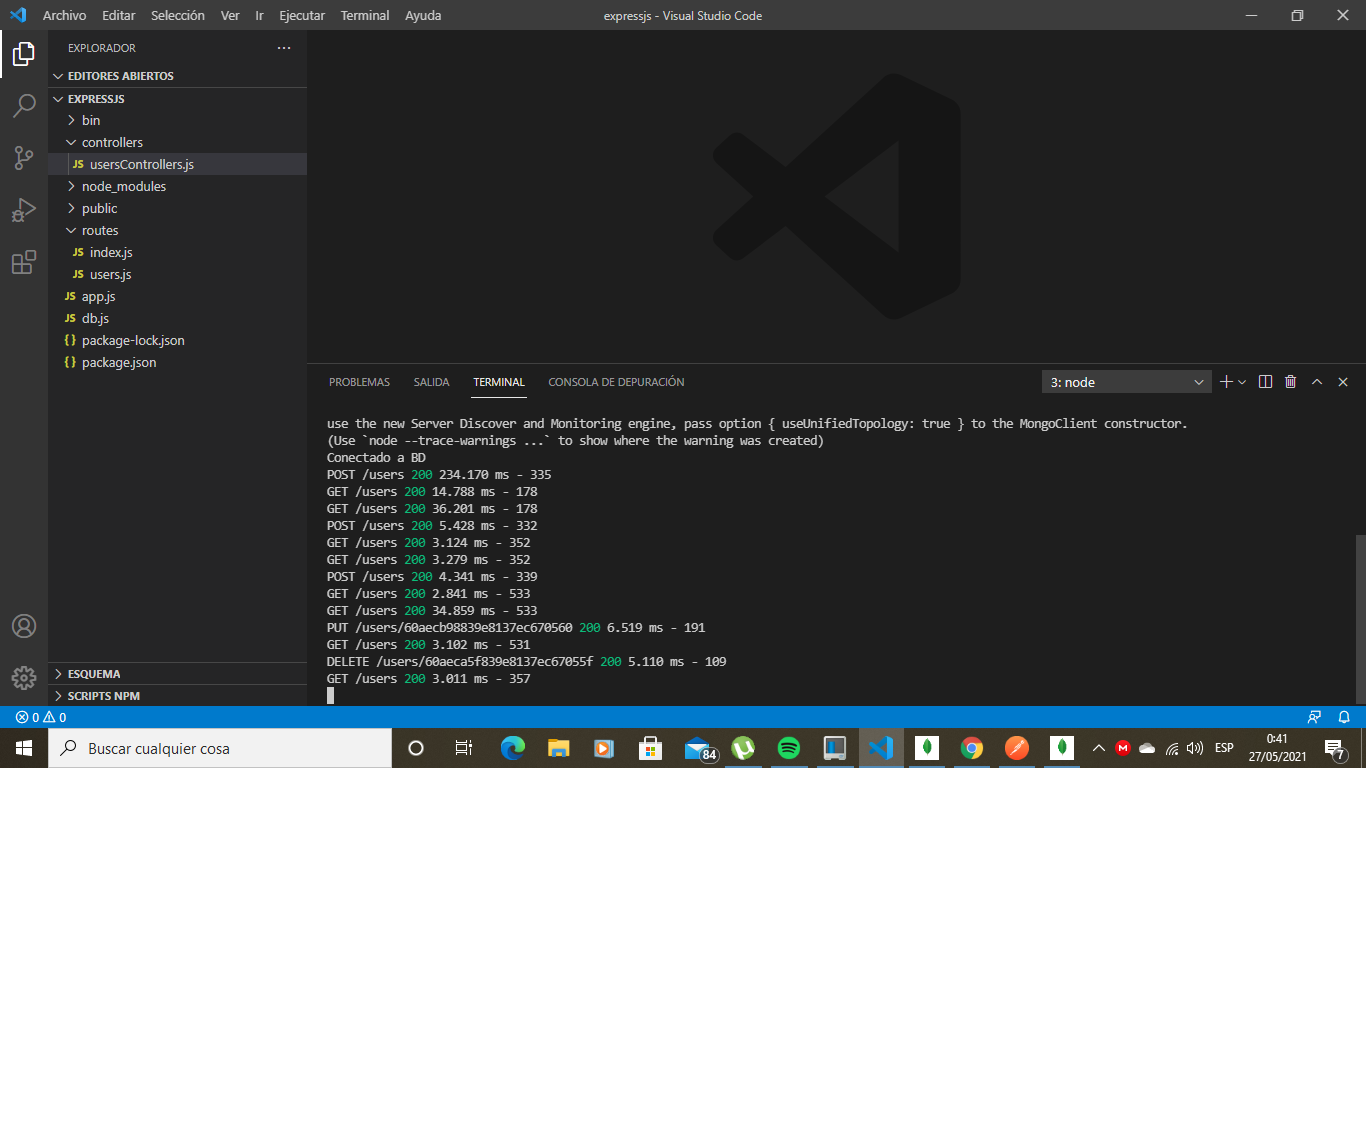 Archivo Editar Selección Ver Ir Ejecutar Terminal Ayuda expressjs - Visual Studio Code
EXPLORADOR
EDITORES ABIERTOS
EXPRESSJS
bin
controllers
JS usersControllers.js
node_modules
public
routes
JS index.js
JS users.js
JS app.js
JS db.js
{} package-lock.json
{} package.json
ESQUEMA
SCRIPTS NPM
PROBLEMAS SALIDA TERMINAL CONSOLA DE DEPURACIÓN 3: node
use the new Server Discover and Monitoring engine, pass option { useUnifiedTopology: true } to the MongoClient constructor.
(Use `node --trace-warnings ...` to show where the warning was created)
Conectado a BD
POST /users 200 234.170 ms - 335
GET /users 200 14.788 ms - 178
GET /users 200 36.201 ms - 178
POST /users 200 5.428 ms - 332
GET /users 200 3.124 ms - 352
GET /users 200 3.279 ms - 352
POST /users 200 4.341 ms - 339
GET /users 200 2.841 ms - 533
GET /users 200 34.859 ms - 533
PUT /users/60aecb98839e8137ec670560 200 6.519 ms - 191
GET /users 200 3.102 ms - 531
DELETE /users/60aeca5f839e8137ec67055f 200 5.110 ms - 109
GET /users 200 3.011 ms - 357
0 0
Buscar cualquier cosa 84 M ESP 0:41
27/05/2021 7